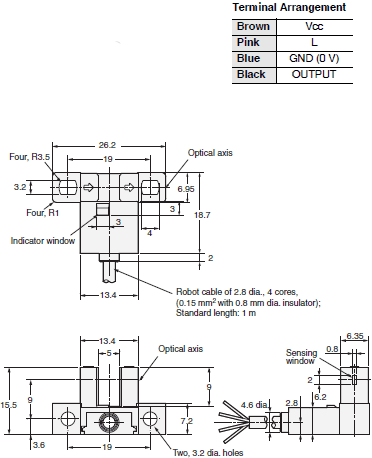 Terminal Arrangement
Brown Vcc
Pink L
Blue GND (0 V)
Black OUTPUT
26.2
Four, R3.5
19
Optical axis
3.2
6.95
Four, R1
3
3
4
18.7
Indicator window
2
13.4
Robot cable of 2.8 dia., 4 cores,
(0.15 mm² with 0.8 mm dia. insulator);
Standard length: 1 m
13.4
5
Optical axis
6.35
Sensing
window
0.8
2
15.5
9
9
7.2
4.6 dia.
2.8
6.2
3.6
19
Two, 3.2 dia. holes